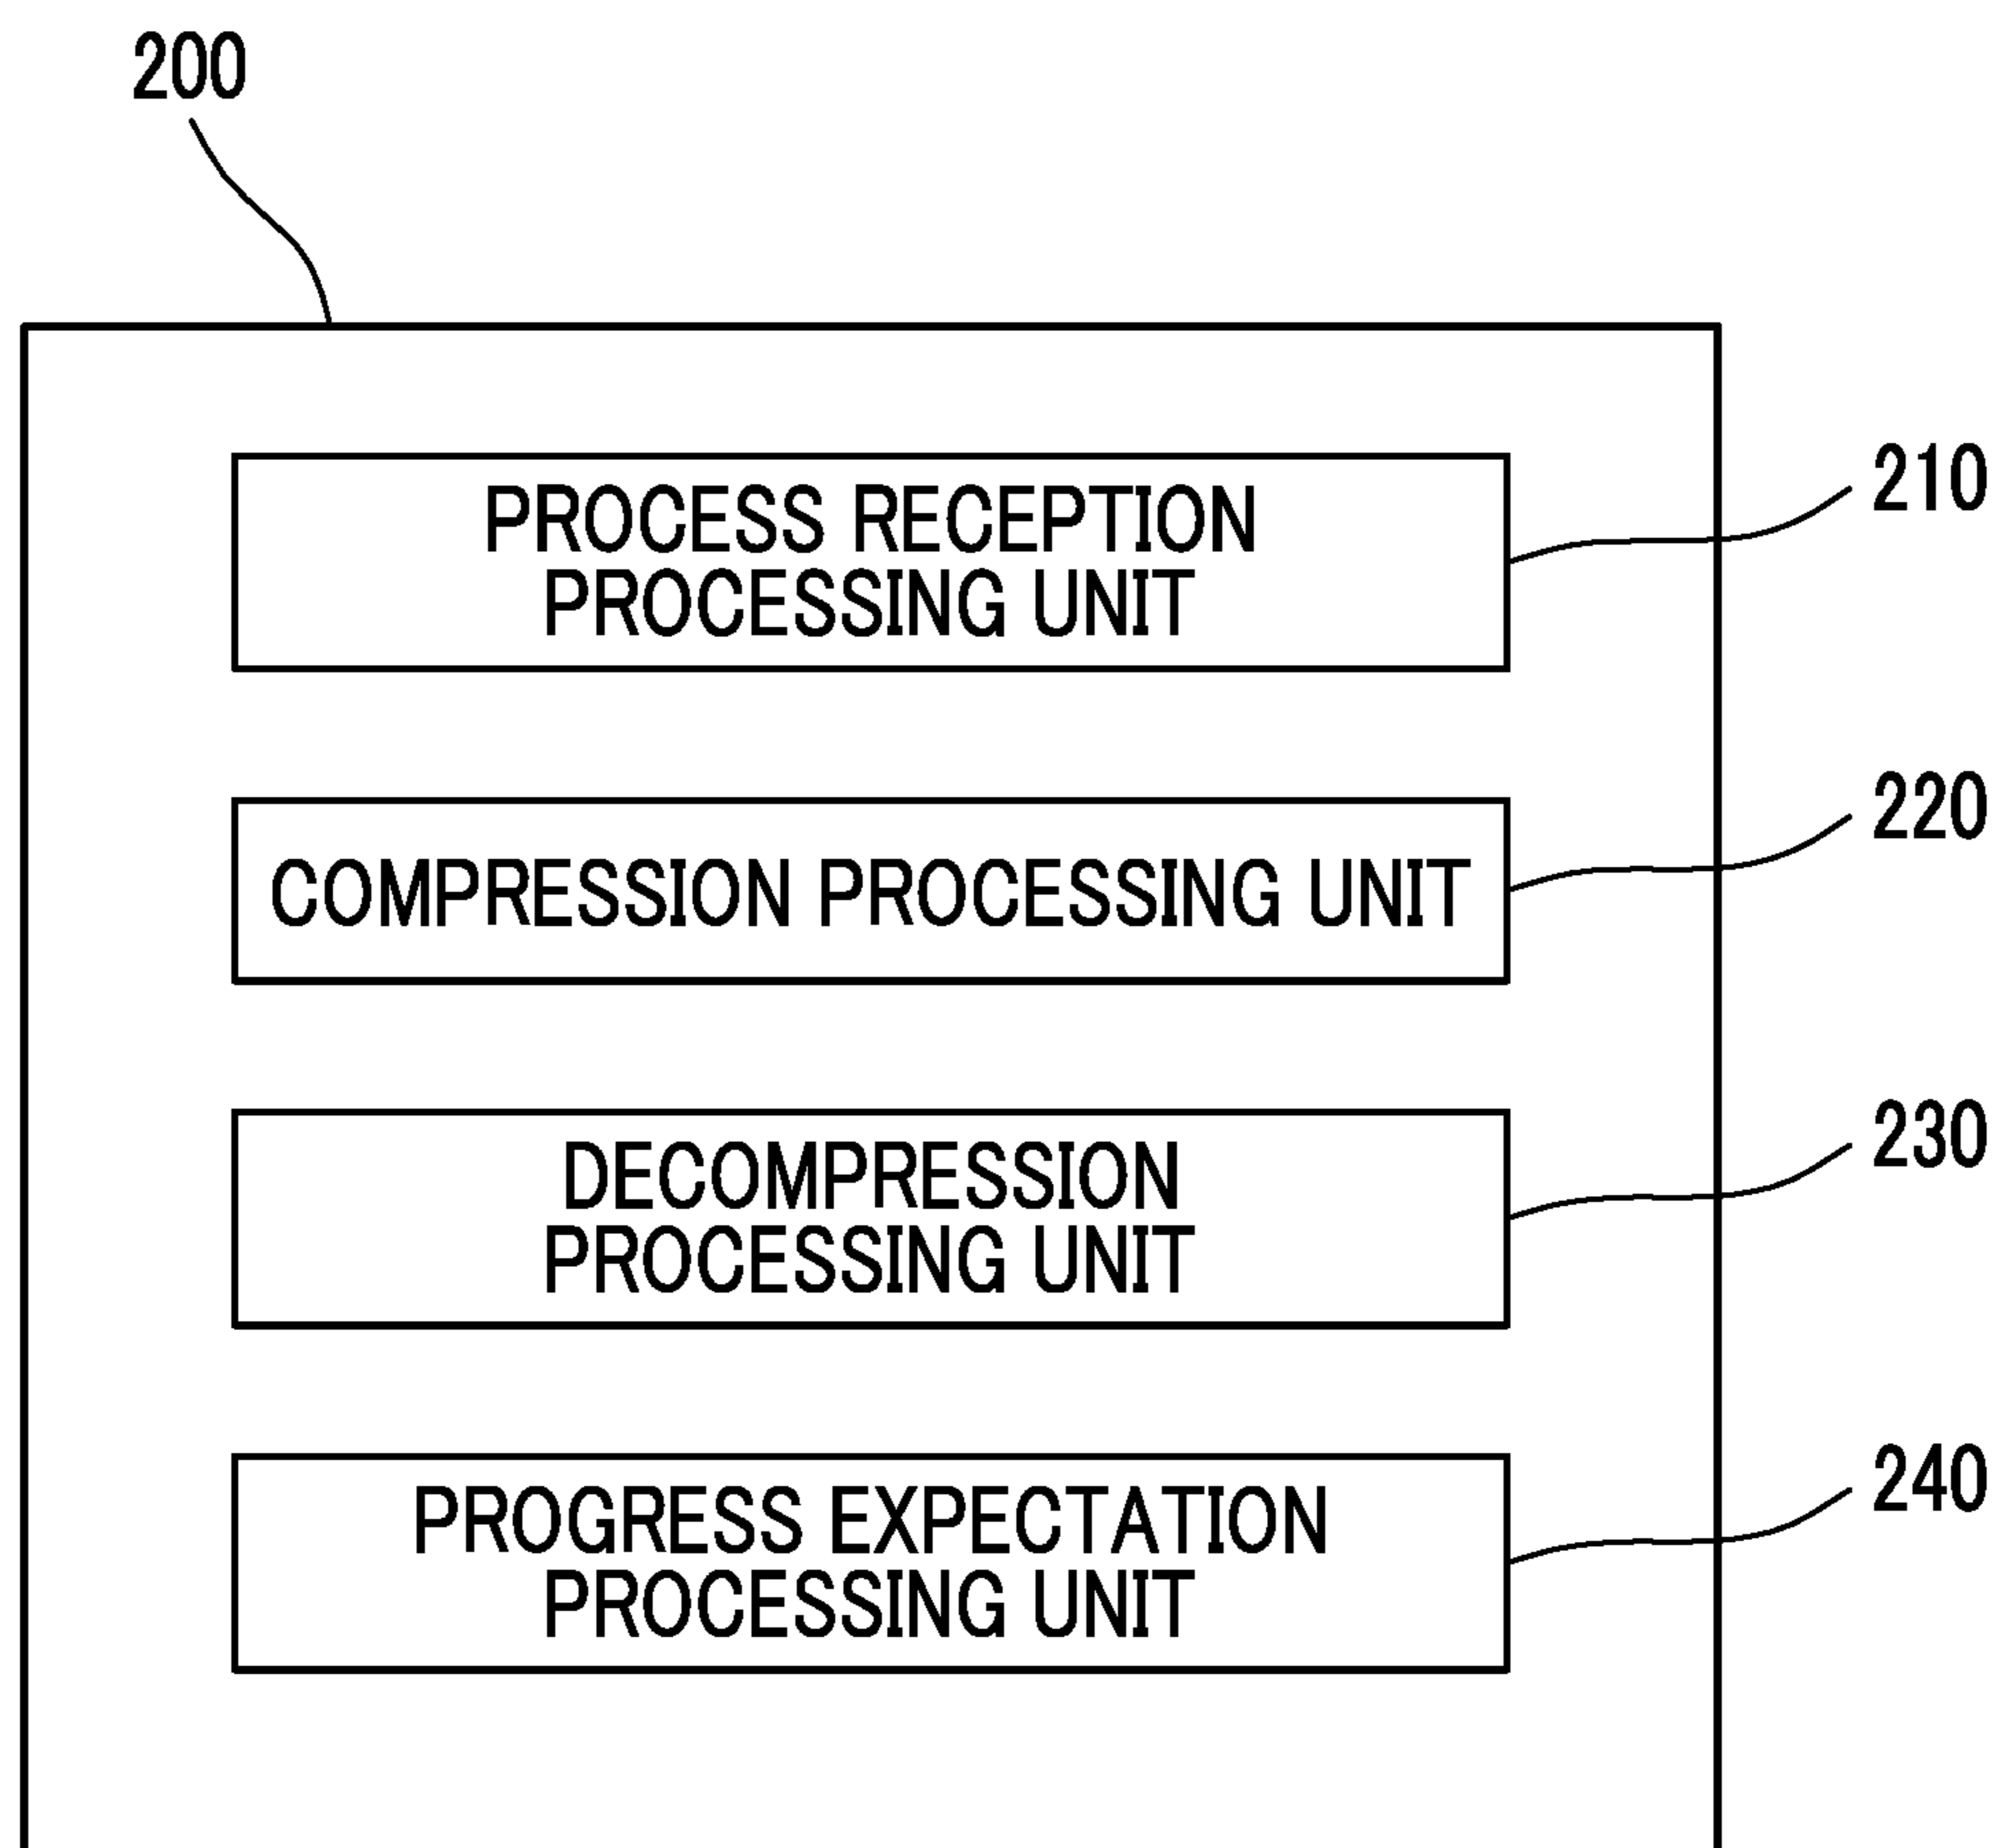 200
PROCESS RECEPTION
PROCESSING UNIT
210
COMPRESSION PROCESSING UNIT
220
DECOMPRESSION
PROCESSING UNIT
230
PROGRESS EXPECTATION
PROCESSING UNIT
240